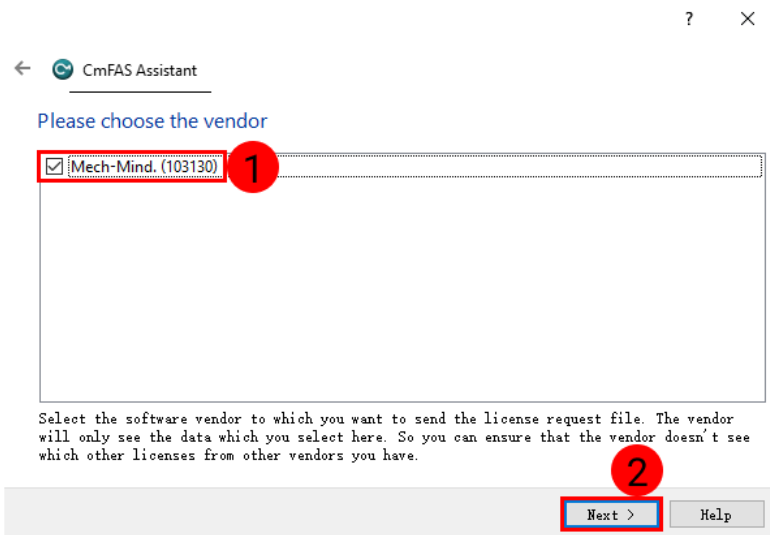 ?
CmFAS Assistant
Please choose the vendor
Mech-Mind. (103130)
1
Select the software vendor to which you want to send the license request file. The vendor
will only see the data which you select here. So you can ensure that the vendor doesn't see
which other licenses from other vendors you have.
2
Next >
Help